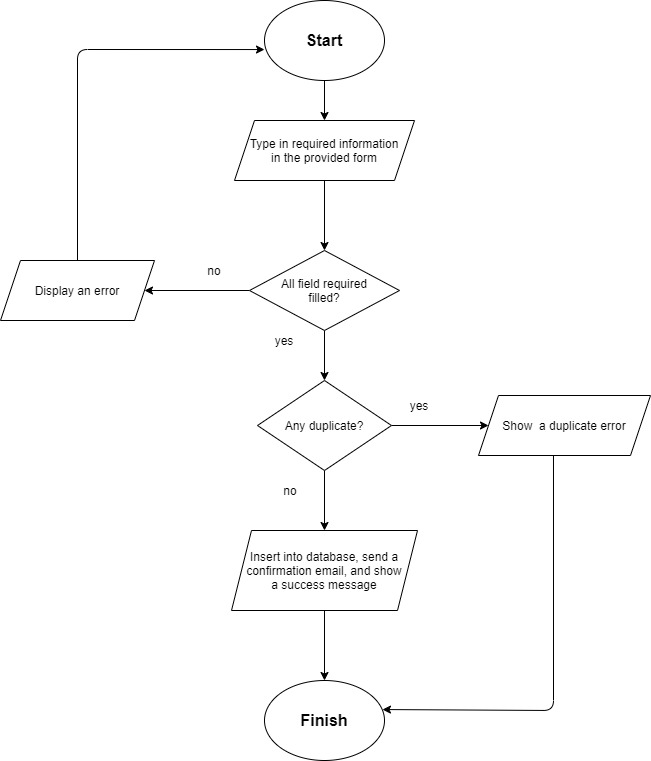 Start
Type in required information
in the provided form
no
All field required
filled?
Display an error
yes
yes
Any duplicate?
Show  a duplicate error
no
Insert into database, send a
confirmation email, and show
a success message
Finish